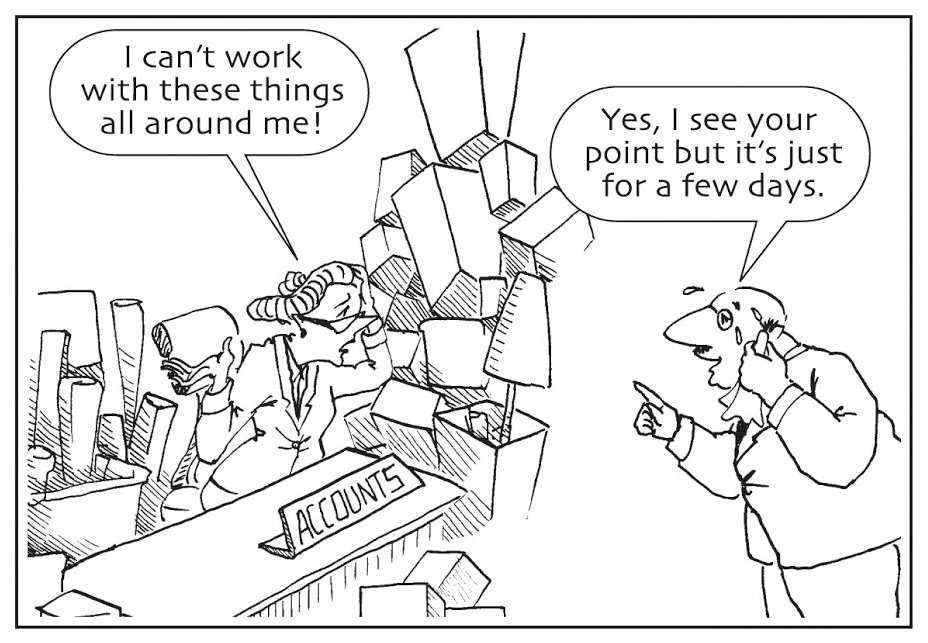 I can't work
with these things
all around me!
Yes, I see your
point but it's just
for a few days.
ACCOUNTS